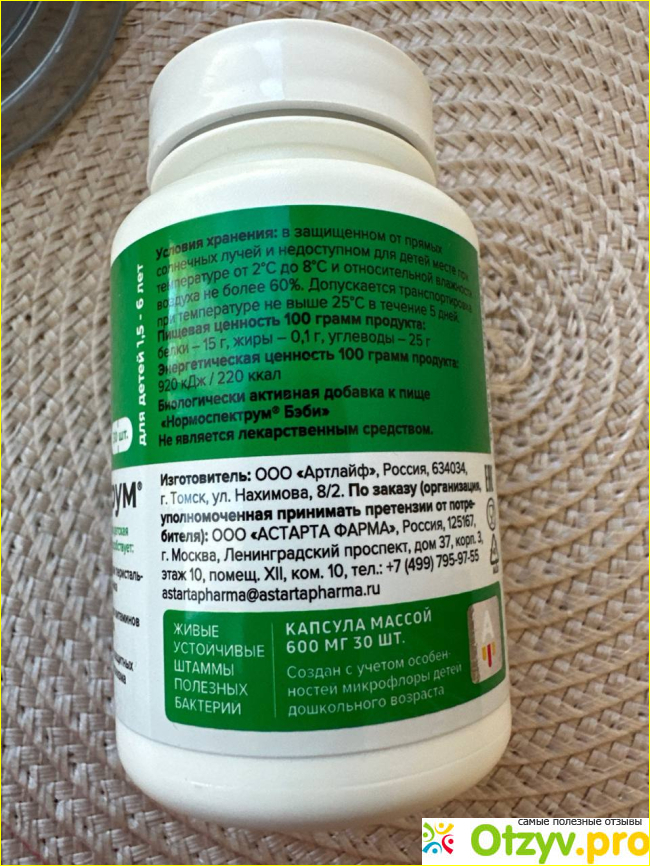 Условия хранения: в защищенном от прямых
солнечных лучей и недоступном для детей месте при
температуре от 2°С до 8°С и относительной влажности
воздуха не более 60%. Допускается транспортировка
при температуре не выше 25°С в течение 5 дней.
Пищевая ценность 100 грамм продукта:
белки – 15 г, жиры – 0,1 г, углеводы – 25 г
Энергетическая ценность 100 грамм продукта:
920 кДж / 220 ккал
Биологически активная добавка к пище
«Нормоспектрум® Бэби»
Не является лекарственным средством.
для детей 1,5 - 6 лет
30 шт.
Изготовитель: ООО «Артлайф», Россия, 634034,
г. Томск, ул. Нахимова, 8/2. По заказу (организация,
уполномоченная принимать претензии от потре-
бителя): ООО «АСТАРТА ФАРМА», Россия, 125167,
г. Москва, Ленинградский проспект, дом 37, корп. 3,
этаж 10, помещ. XII, ком. 10, тел.: +7 (499) 795-97-55
astartapharma@astartapharma.ru
ЖИВЫЕ
УСТОЙЧИВЫЕ
ШТАММЫ
ПОЛЕЗНЫХ
БАКТЕРИИ
КАПСУЛА МАССОЙ
600 МГ 30 ШТ.
Создан с учетом особен-
ностей микрофлоры детей
дошкольного возраста
самые полезные отзывы
Otzyv.pro